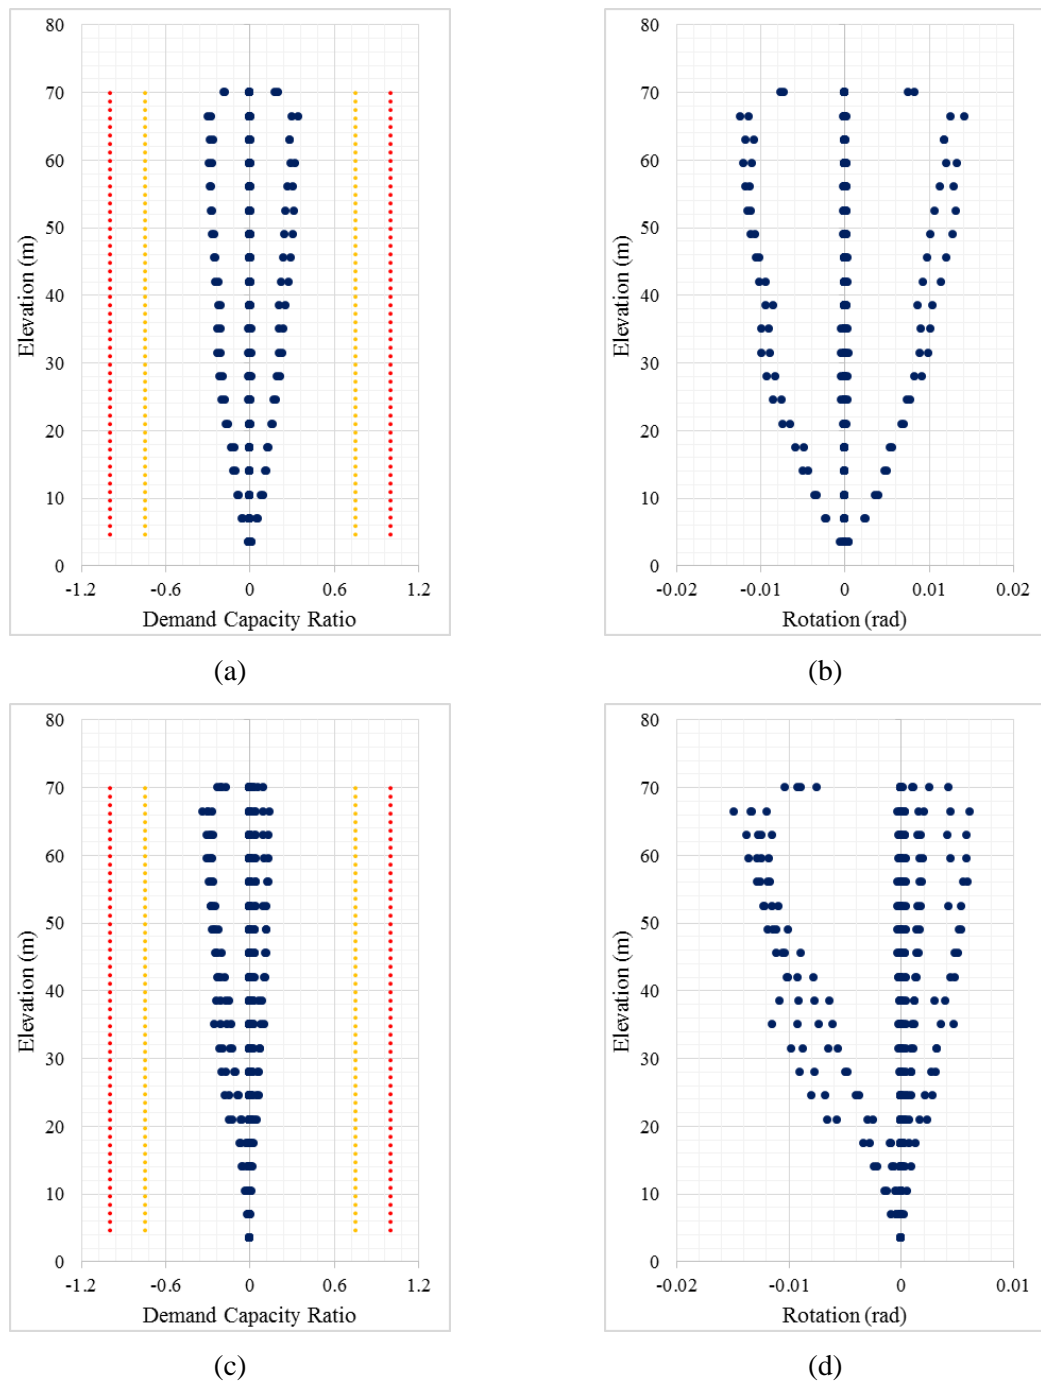 80
70
60
50
40
30
20
10
0
Elevation (m)
-1.2 -0.6 0 0.6 1.2
Demand Capacity Ratio
(a)
80
70
60
50
40
30
20
10
0
Elevation (m)
-0.02 -0.01 0 0.01 0.02
Rotation (rad)
(b)
80
70
60
50
40
30
20
10
0
Elevation (m)
-1.2 -0.6 0 0.6 1.2
Demand Capacity Ratio
(c)
80
70
60
50
40
30
20
10
0
Elevation (m)
-0.02 -0.01 0 0.01
Rotation (rad)
(d)